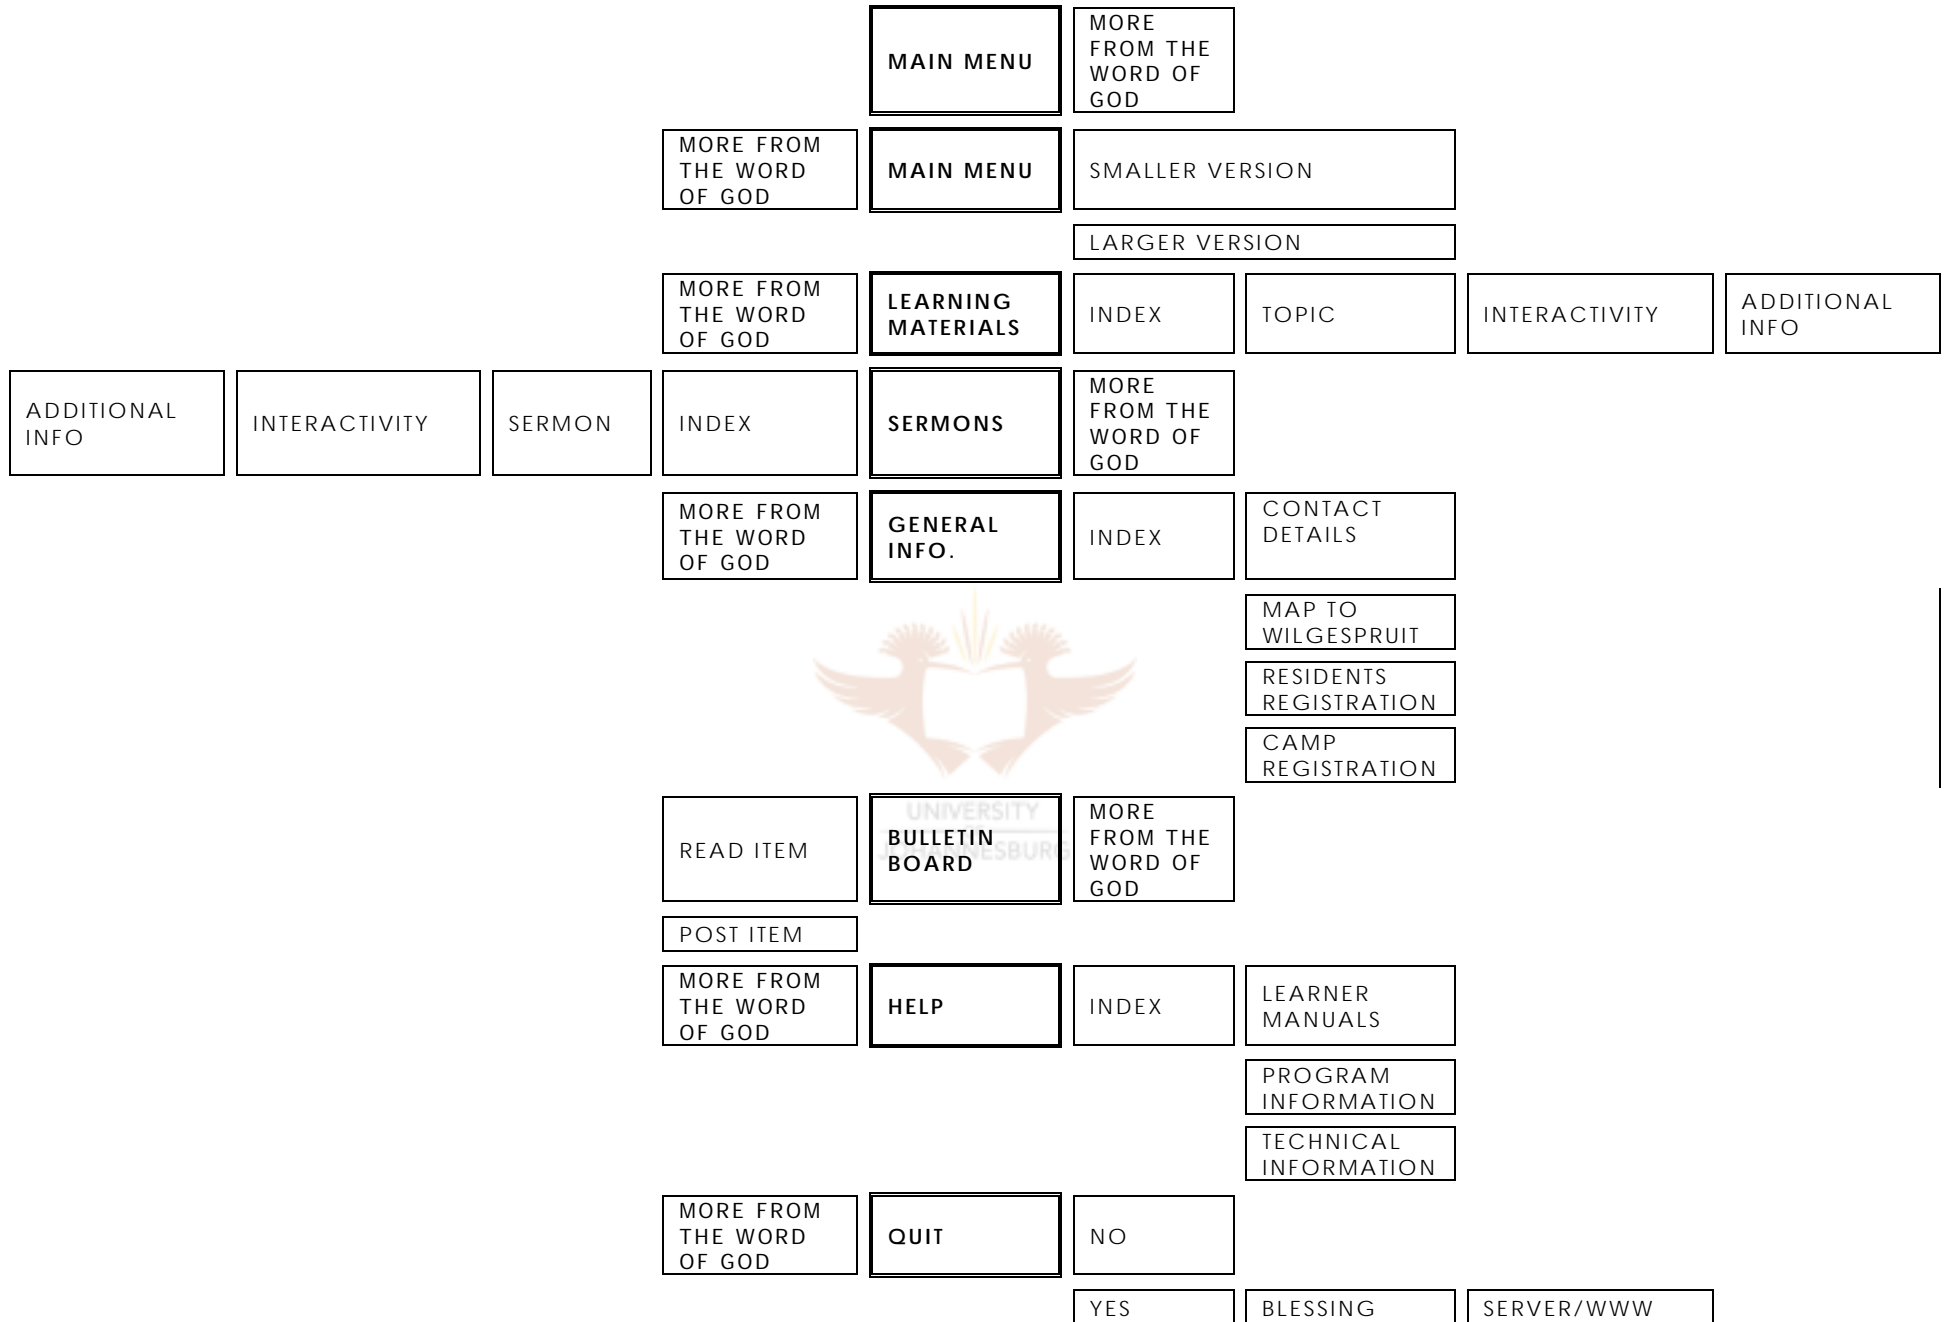 MAIN MENU
MORE
FROM THE
WORD OF
GOD
MORE FROM
THE WORD
OF GOD
MAIN MENU
SMALLER VERSION
LARGER VERSION
MORE FROM
THE WORD
OF GOD
LEARNING
MATERIALS
INDEX
TOPIC
INTERACTIVITY
ADDITIONAL
INFO
ADDITIONAL
INFO
INTERACTIVITY
SERMON
INDEX
SERMONS
MORE
FROM THE
WORD OF
GOD
MORE FROM
THE WORD
OF GOD
GENERAL
INFO.
INDEX
CONTACT
DETAILS
MAP TO
WILGESPRUIT
RESIDENTS
REGISTRATION
CAMP
REGISTRATION
UNIVERSITY
JOHANNESBURG
READ ITEM
BULLETIN
BOARD
MORE
FROM THE
WORD OF
GOD
POST ITEM
MORE FROM
THE WORD
OF GOD
HELP
INDEX
LEARNER
MANUALS
PROGRAM
INFORMATION
TECHNICAL
INFORMATION
MORE FROM
THE WORD
OF GOD
QUIT
NO
YES
BLESSING
SERVER/WWW